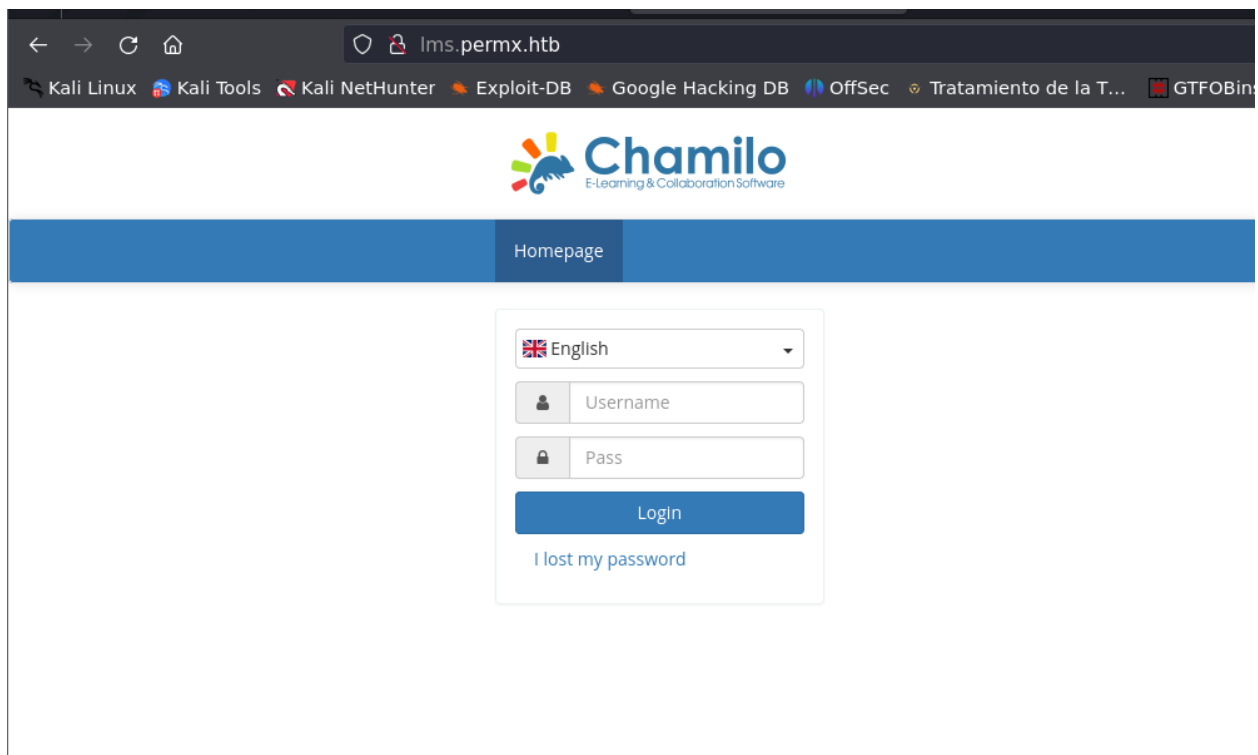 lms.permx.htb
Kali Linux Kali Tools Kali NetHunter Exploit-DB Google Hacking DB OffSec Tratamiento de la T... GTFOBins
Chamilo
E-Learning & Collaboration Software
Homepage
English
Username
Pass
Login
I lost my password